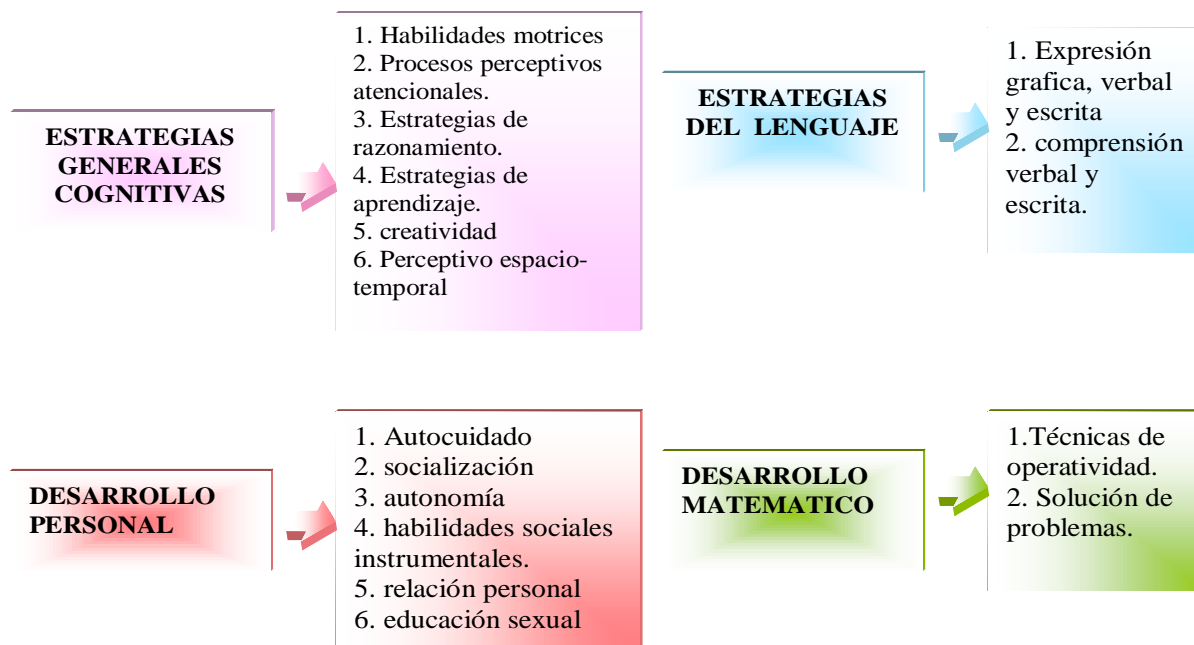 ESTRATEGIAS
GENERALES
COGNITIVAS
1. Habilidades motrices
2. Procesos perceptivos
atencionales.
3. Estrategias de
razonamiento.
4. Estrategias de
aprendizaje.
5. creatividad
6. Perceptivo espacio-
temporal
ESTRATEGIAS
DEL LENGUAJE
1. Expresión
grafica, verbal
y escrita
2. comprensión
verbal y
escrita.
DESARROLLO
PERSONAL
1. Autocuidado
2. socialización
3. autonomía
4. habilidades sociales
instrumentales.
5. relación personal
6. educación sexual
DESARROLLO
MATEMATICO
1.Técnicas de
operatividad.
2. Solución de
problemas.